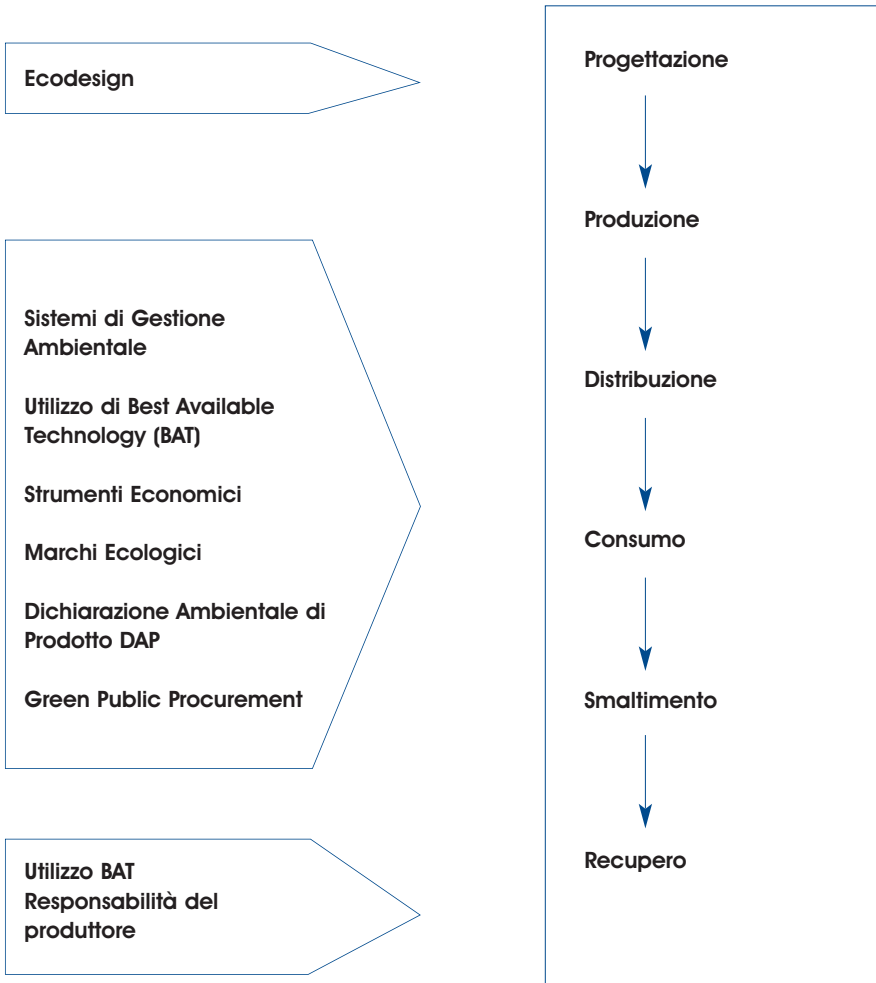 Ecodesign
Sistemi di Gestione
Ambientale
Utilizzo di Best Available
Technology (BAT)
Strumenti Economici
Marchi Ecologici
Dichiarazione Ambientale di
Prodotto DAP
Green Public Procurement
Utilizzo BAT
Responsabilità del
produttore
Progettazione
Produzione
Distribuzione
Consumo
Smaltimento
Recupero